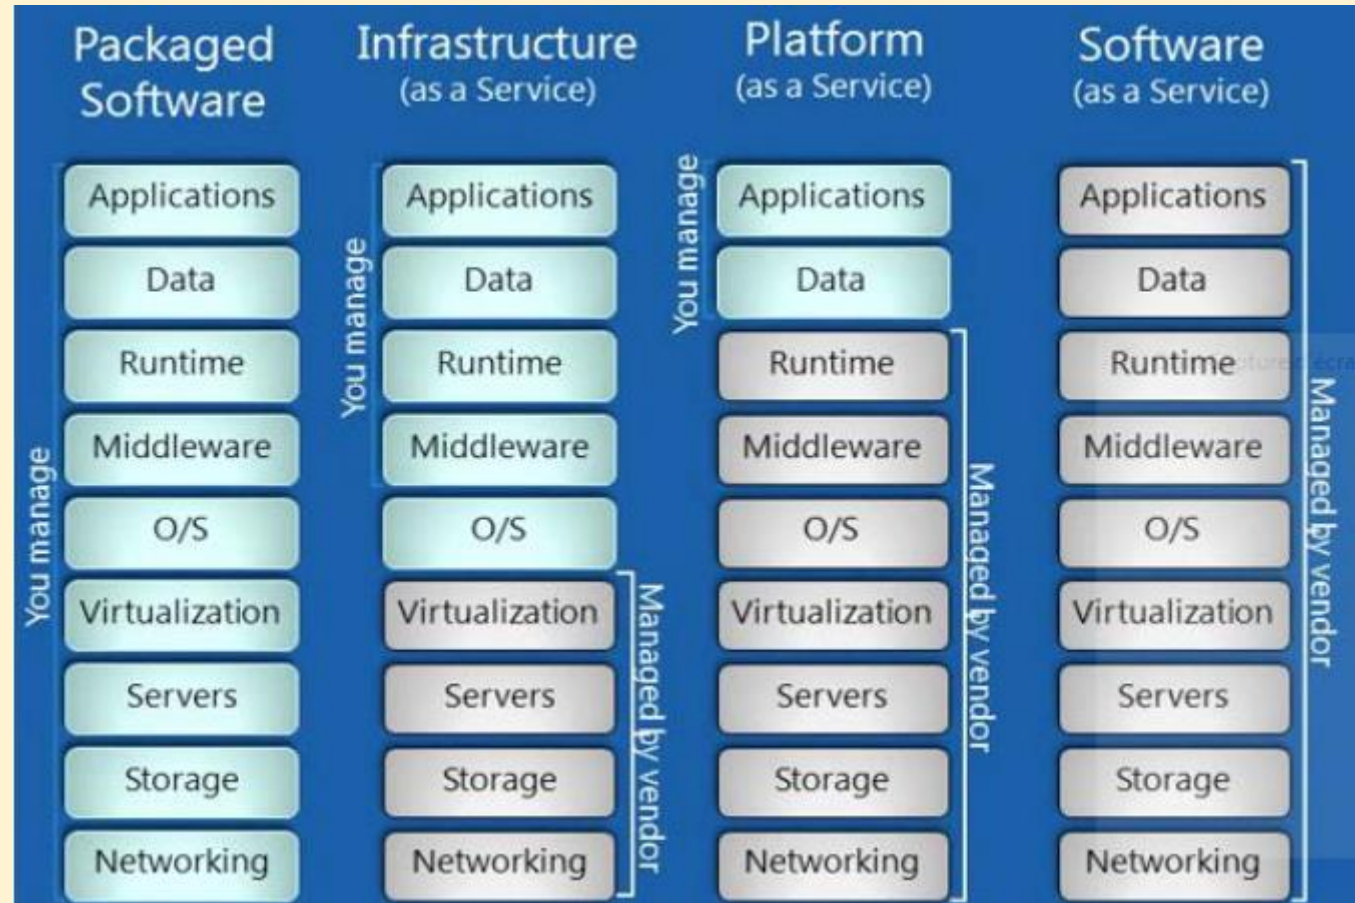 Packaged
Software
You manage
Applications
Data
Runtime
Middleware
O/S
Virtualization
Servers
Storage
Networking
Infrastructure
(as a Service)
You manage
Applications
Data
Runtime
Middleware
O/S
Virtualization
Servers
Storage
Networking
Managed by vendor
Platform
(as a Service)
You manage
Applications
Data
Runtime
Middleware
O/S
Virtualization
Servers
Storage
Networking
Managed by vendor
Software
(as a Service)
Applications
Data
Runtime
Middleware
O/S
Virtualization
Servers
Storage
Networking
Managed by vendor